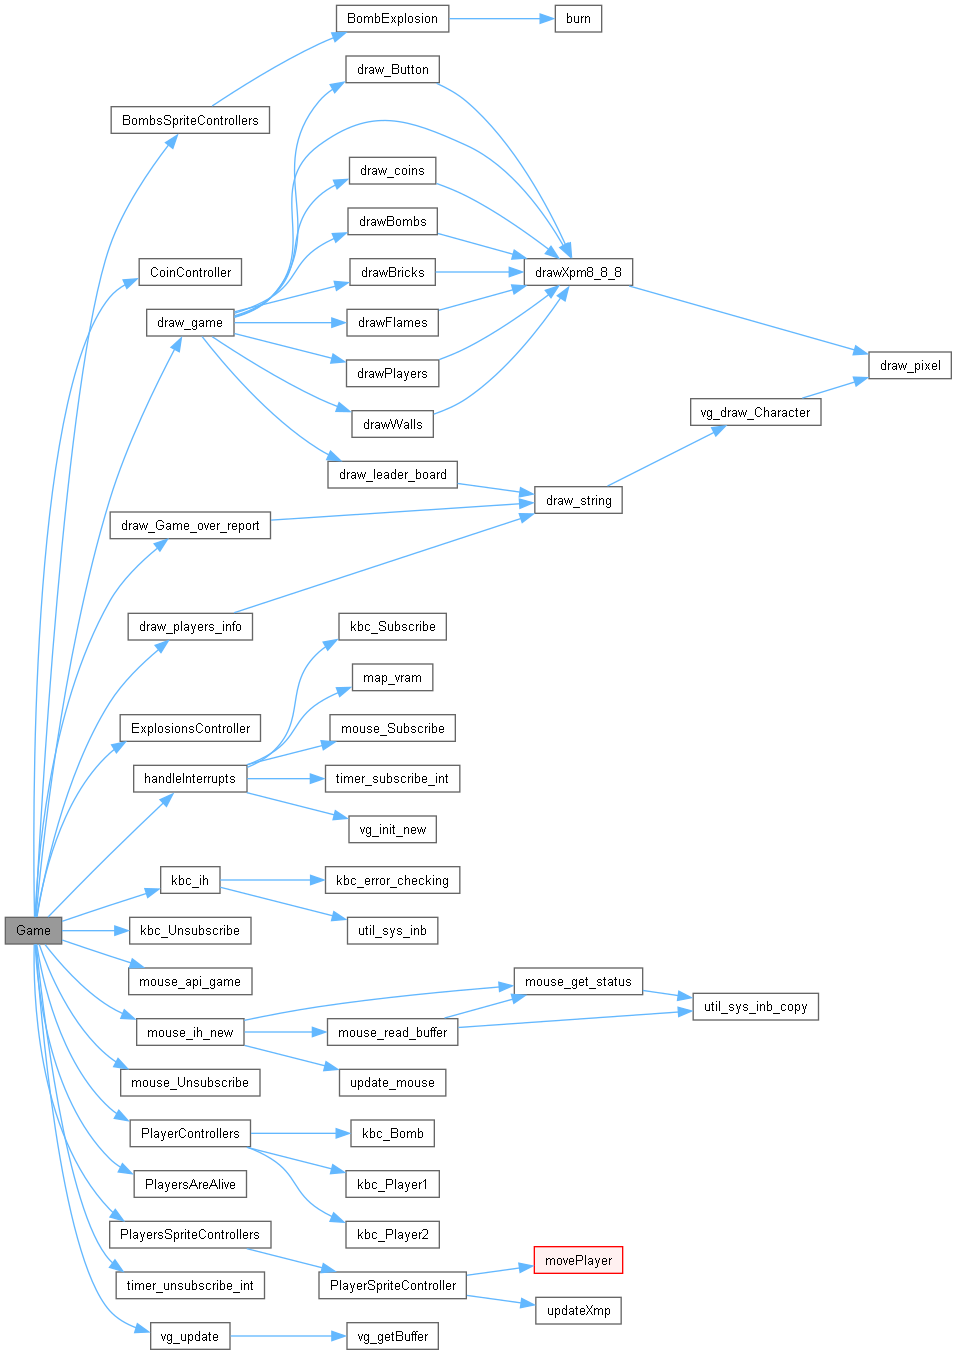 BombExplosion
burn
draw_Button
BombsSpriteControllers
draw_coins
drawBombs
CoinController
drawBricks
drawXpm8_8_8
draw_game
drawFlames
drawPlayers
draw_pixel
drawWalls
vg_draw_Character
draw_leader_board
draw_string
draw_Game_over_report
draw_players_info
kbc_Subscribe
map_vram
ExplosionsController
mouse_Subscribe
handleInterrupts
timer_subscribe_int
vg_init_new
kbc_ih
kbc_error_checking
Game
kbc_Unsubscribe
util_sys_inb
mouse_api_game
mouse_get_status
util_sys_inb_copy
mouse_ih_new
mouse_read_buffer
mouse_Unsubscribe
update_mouse
PlayerControllers
kbc_Bomb
PlayersAreAlive
kbc_Player1
PlayersSpriteControllers
kbc_Player2
movePlayer
timer_unsubscribe_int
PlayerSpriteController
updateXmp
vg_update
vg_getBuffer